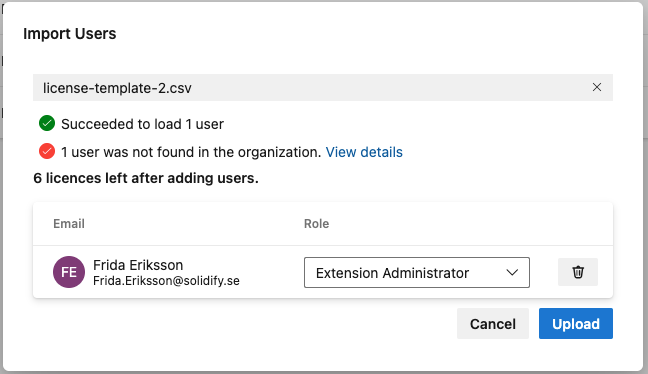 Import Users
license-template-2.csv
Succeeded to load 1 user
1 user was not found in the organization. View details
6 licences left after adding users.
Email Role
FE Frida Eriksson
Frida.Eriksson@solidify.se
Extension Administrator
Cancel Upload